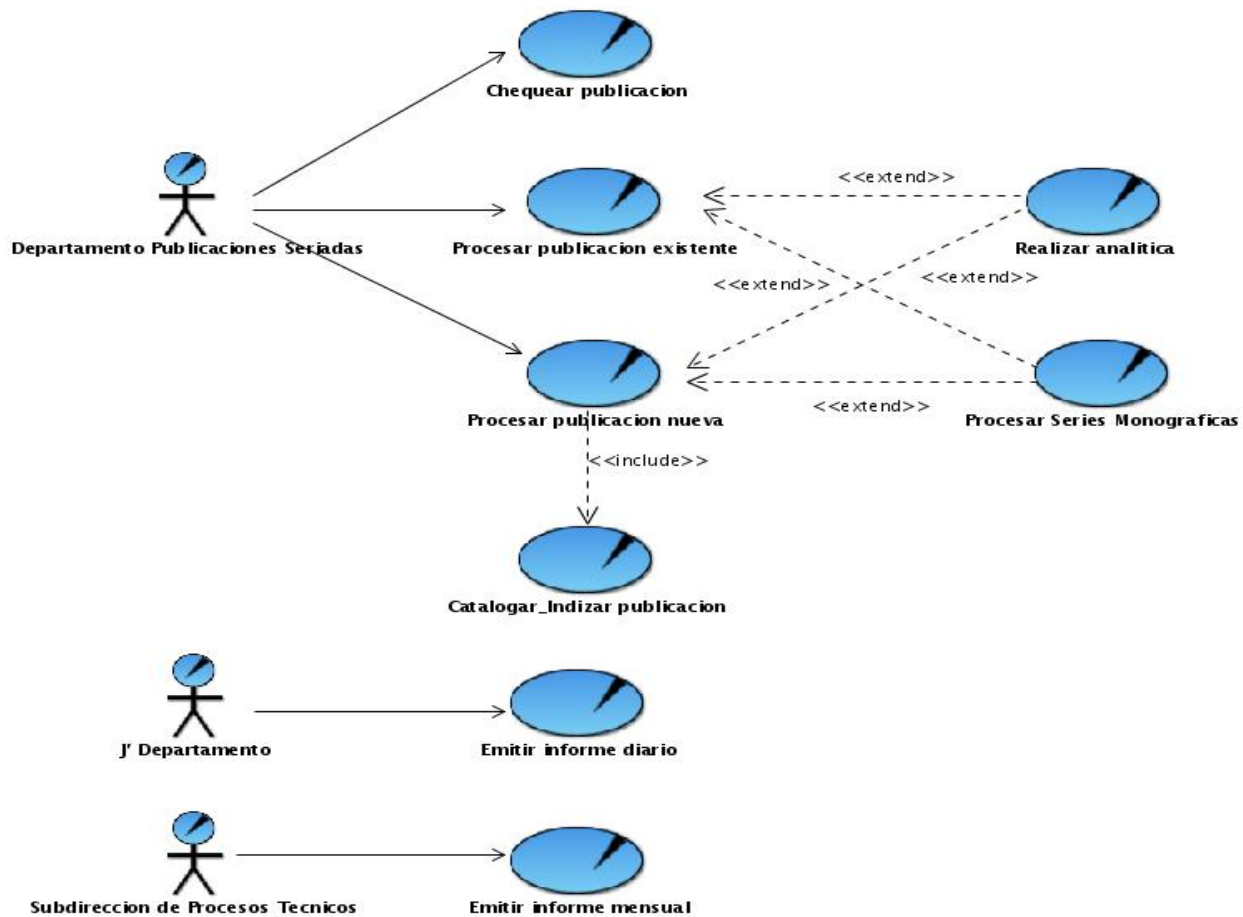 Chequear publicacion
<<extend>>
Departamento Publicaciones Seriadas
Procesar publicacion existente
Realizar analitica
<<extend>>
<<extend>>
<<extend>>
Procesar publicacion nueva
Procesar Series Monograficas
<<include>>
Catalogar_Indizar publicacion
J' Departamento
Emitir informe diario
Subdireccion de Procesos Tecnicos
Emitir informe mensual